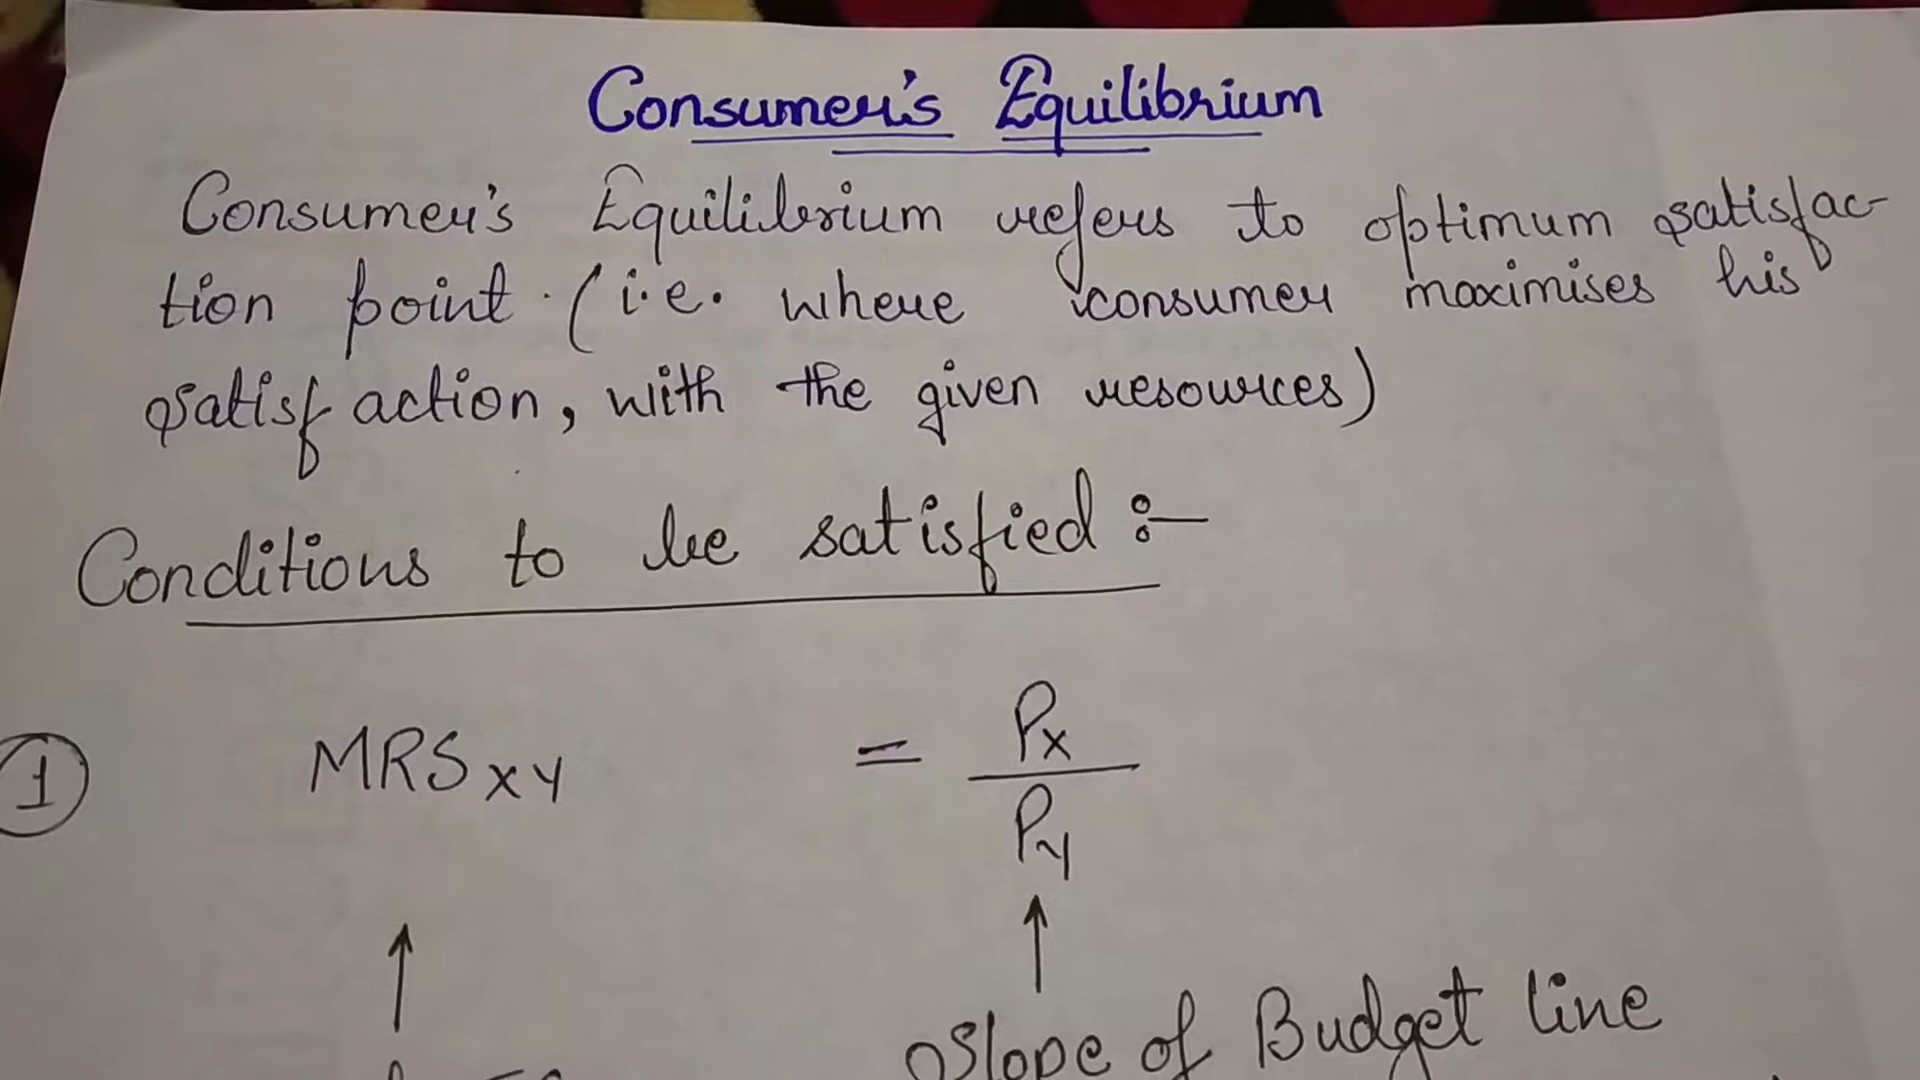 Consumer's Equilibrium
Consumer's Equilibrium refers to optimum satisfac-
tion point. (i.e. where consumer maximises his
satisfaction, with the given resources)
Conditions to be satisfied :-
1 MRSxy = Px
Py
↑ ↑
Slope of Budget line